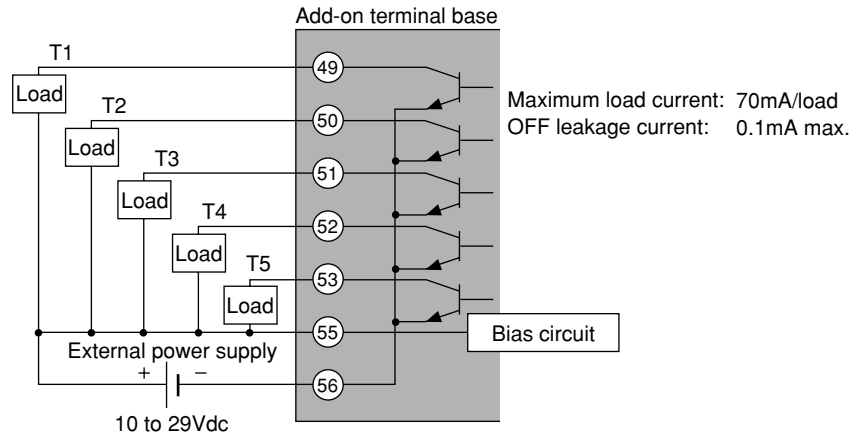 Add-on terminal base
T1
49
Load
Maximum load current: 70mA/load
T2
50
OFF leakage current: 0.1mA max.
Load
T3
51
Load
T4
52
Load
T5
53
Load
55
Bias circuit
External power supply
+ −
56
10 to 29Vdc